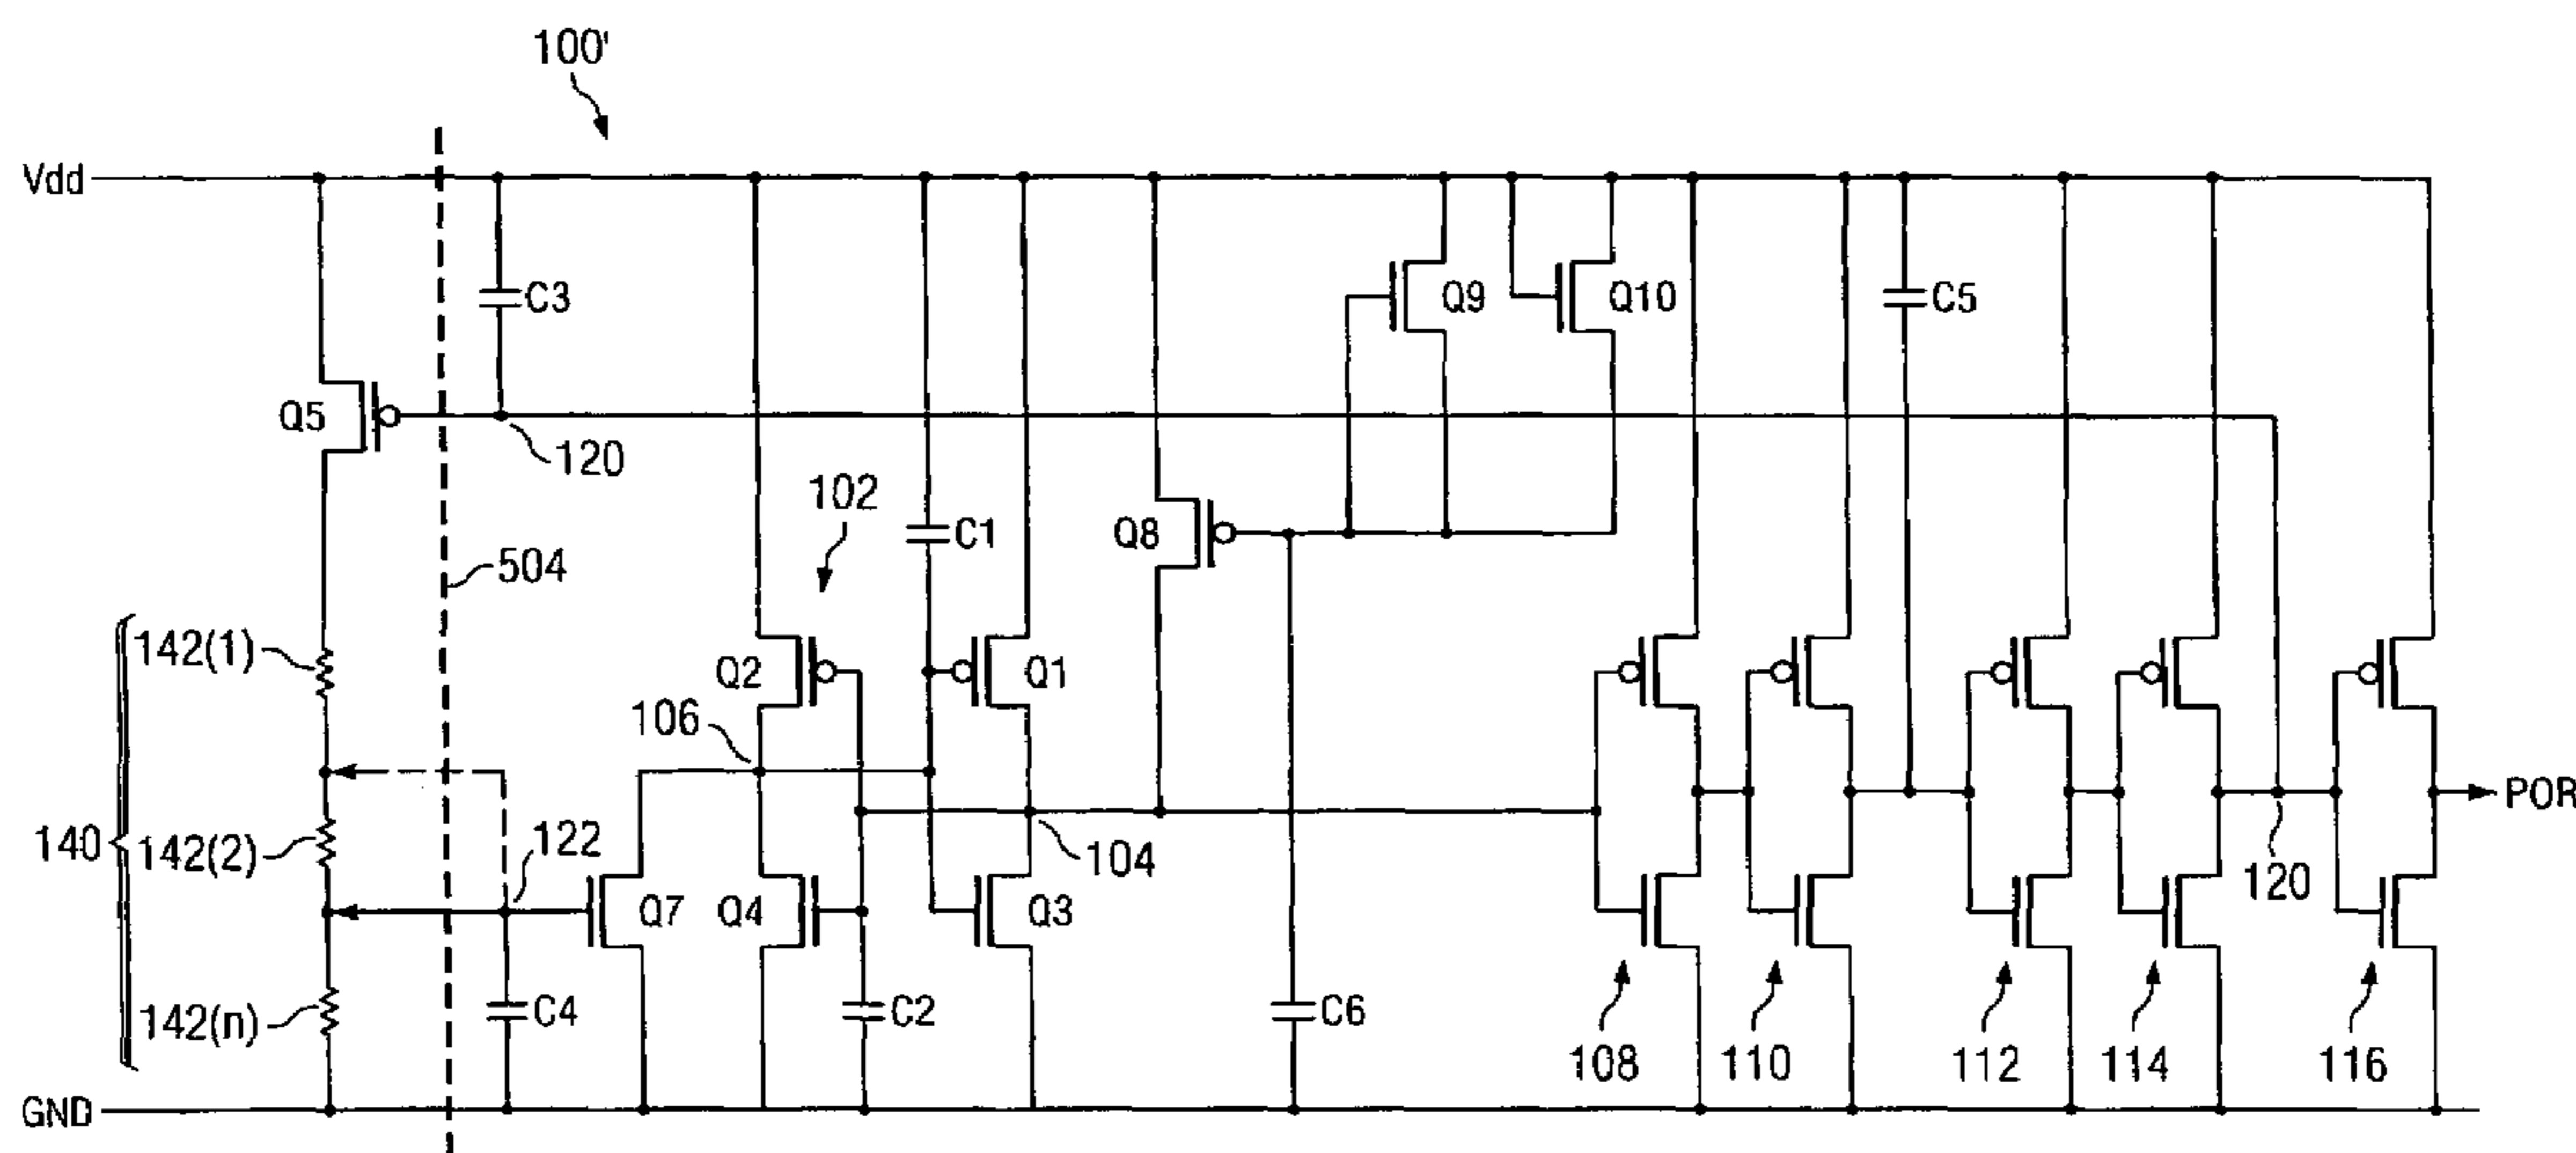 100'
Vdd
C3
Q9
Q10
C5
Q5
120
102
C1
Q8
504
142(1)
Q2
Q1
106
POR
140
142(2)
122
104
120
Q7
Q4
Q3
142(n)
C4
C2
C6
108
110
112
114
116
GND